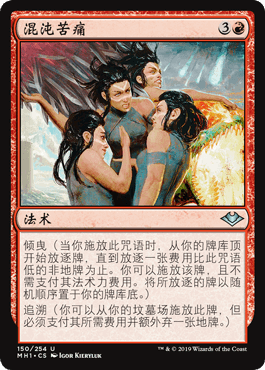 混沌苦痛 3
法术
倾曳（当你施放此咒语时，从你的牌库顶
开始放逐牌，直到放逐一张费用比此咒语
低的非地牌为止。你可以施放该牌，且不
需支付其法术力费用。将所放逐的牌以随
机顺序置于你的牌库底。）
追溯（你可以从你的坟墓场施放此牌，但
必须支付其所需费用并额外弃一张地牌。）
150/254 U
MH1 • CS IGOR KIERYLUK
™ & © 2019 Wizards of the Coast